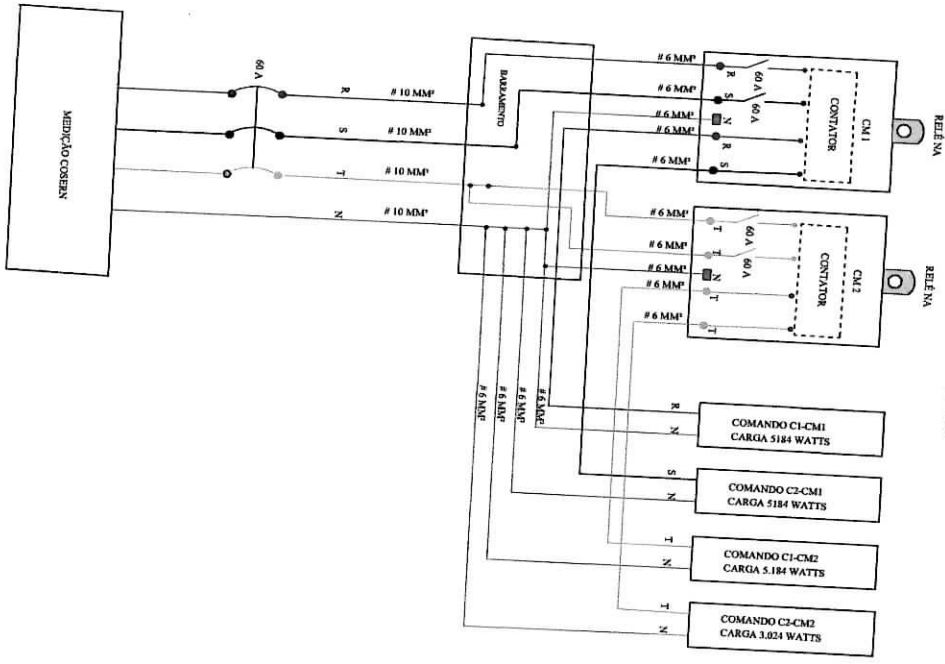 MEDIÇÃO COSERN
60 A
R
# 10 MM²
S
# 10 MM²
T
# 10 MM²
N
# 10 MM²
BARRAMENTO
# 6 MM²
# 6 MM²
# 6 MM²
# 6 MM²
# 6 MM²
R
60 A
S
60 A
N
R
S
CONTATOR
CM 1
RELÉ NA
# 6 MM²
# 6 MM²
# 6 MM²
# 6 MM²
# 6 MM²
T
60 A
T
60 A
N
T
T
CONTATOR
CM 2
RELÉ NA
# 6 MM²
# 6 MM²
# 6 MM²
# 6 MM²
R
N
COMANDO C1-CM1
CARGA 5184 WATTS
S
N
COMANDO C2-CM1
CARGA 5184 WATTS
T
N
COMANDO C1-CM2
CARGA 5.184 WATTS
T
N
COMANDO C2-CM2
CARGA 3.024 WATTS